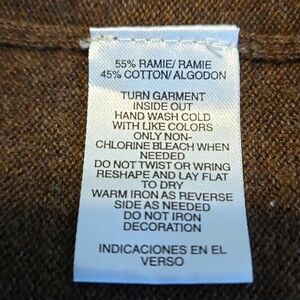 55% RAMIE/ RAMIE
45% COTTON/ALGODON
TURN GARMENT
INSIDE OUT
HAND WASH COLD
WITH LIKE COLORS
ONLY NON-
CHLORINE BLEACH WHEN
NEEDED
DO NOT TWIST OR WRING
RESHAPE AND LAY FLAT
TO DRY
WARM IRON AS REVERSE
SIDE AS NEEDED
DO NOT IRON
DECORATION
INDICACIONES EN EL
VERSO